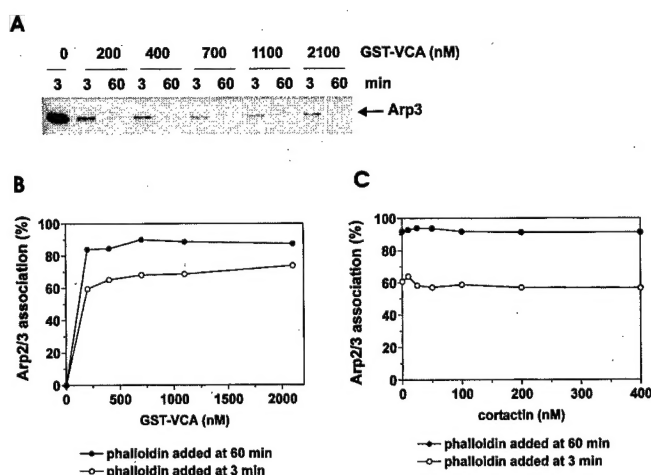 A
0 200 400 700 1100 2100 GST-VCA (nM)
3 3 60 3 60 3 60 3 60 3 60 min
Arp3
B
Arp2/3 association (%)
100
80
60
40
20
0
0 500 1000 1500 2000
GST-VCA (nM)
phalloidin added at 60 min
phalloidin added at 3 min
C
Arp2/3 association (%)
100
80
60
40
20
0
0 100 200 300 400
cortactin (nM)
phalloidin added at 60 min
phalloidin added at 3 min